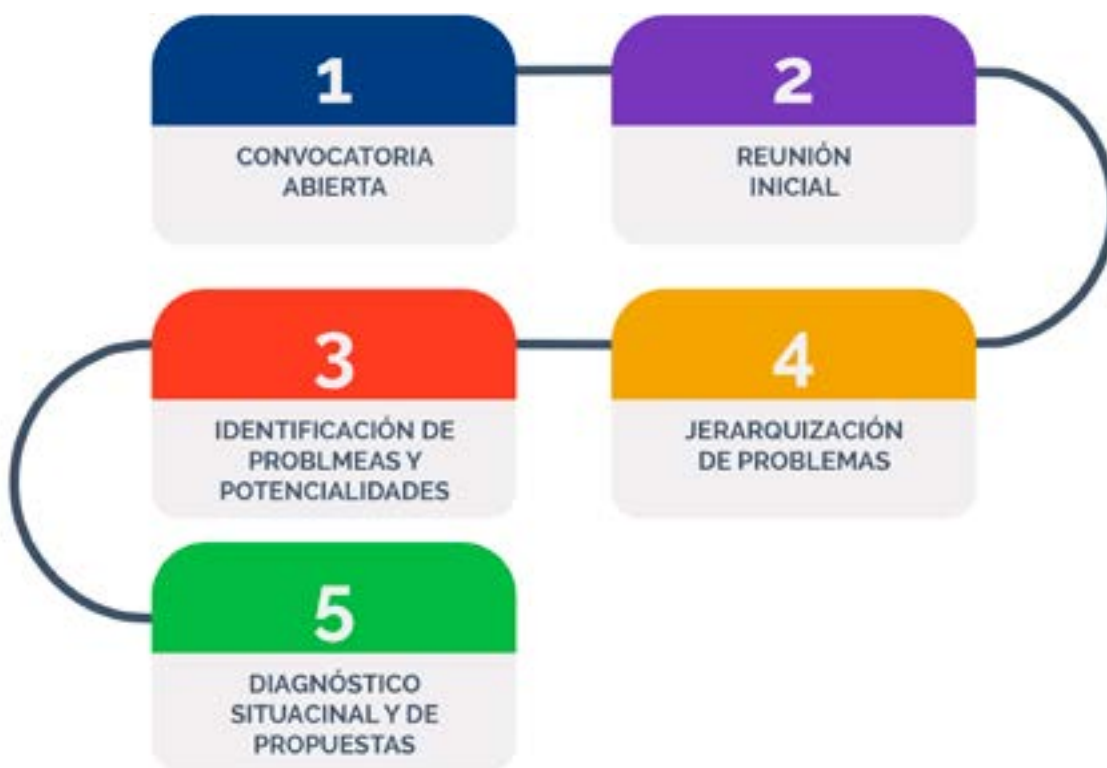 1
CONVOCATORIA
ABIERTA
2
REUNIÓN
INICIAL
3
IDENTIFICACIÓN DE
PROBLMEAS Y
POTENCIALIDADES
4
JERARQUIZACIÓN
DE PROBLEMAS
5
DIAGNÓSTICO
SITUACINAL Y DE
PROPUESTAS